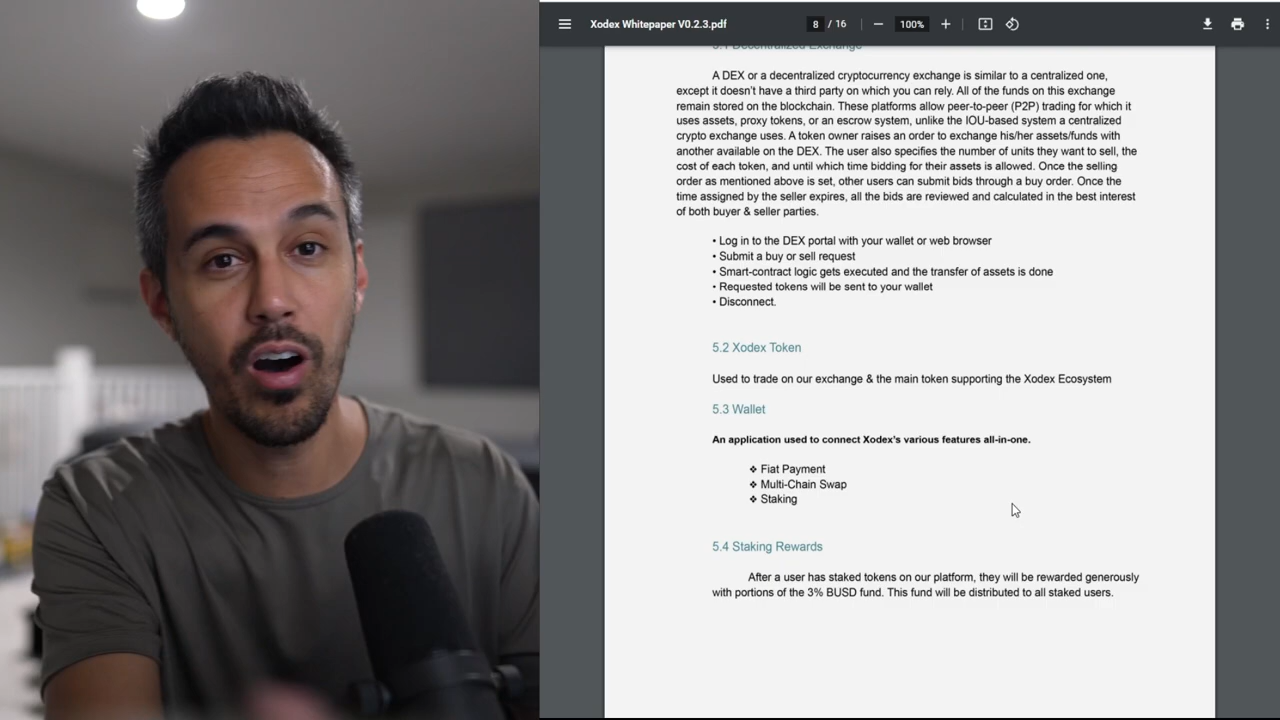 Xodex Whitepaper V0.2.3.pdf
8 / 16
100%
5.1 Decentralized Exchange
A DEX or a decentralized cryptocurrency exchange is similar to a centralized one,
except it doesn't have a third party on which you can rely. All of the funds on this exchange
remain stored on the blockchain. These platforms allow peer-to-peer (P2P) trading for which it
uses assets, proxy tokens, or an escrow system, unlike the IOU-based system a centralized
crypto exchange uses. A token owner raises an order to exchange his/her assets/funds with
another available on the DEX. The user also specifies the number of units they want to sell, the
cost of each token, and until which time bidding for their assets is allowed. Once the selling
order as mentioned above is set, other users can submit bids through a buy order. Once the
time assigned by the seller expires, all the bids are reviewed and calculated in the best interest
of both buyer & seller parties.
• Log in to the DEX portal with your wallet or web browser
• Submit a buy or sell request
• Smart-contract logic gets executed and the transfer of assets is done
• Requested tokens will be sent to your wallet
• Disconnect.
5.2 Xodex Token
Used to trade on our exchange & the main token supporting the Xodex Ecosystem
5.3 Wallet
An application used to connect Xodex's various features all-in-one.
❖ Fiat Payment
❖ Multi-Chain Swap
❖ Staking
5.4 Staking Rewards
After a user has staked tokens on our platform, they will be rewarded generously
with portions of the 3% BUSD fund. This fund will be distributed to all staked users.